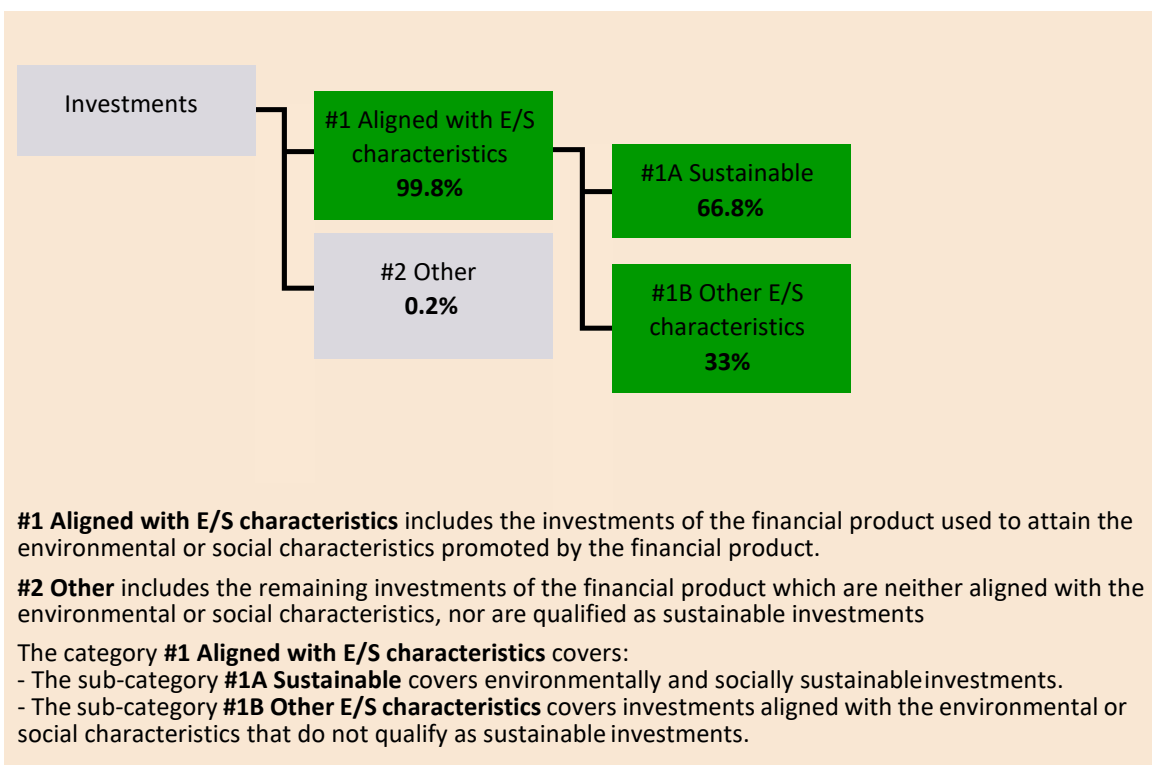 Investments
#1 Aligned with E/S
characteristics
99.8%
#1A Sustainable
66.8%
#2 Other
0.2%
#1B Other E/S
characteristics
33%
#1 Aligned with E/S characteristics includes the investments of the financial product used to attain the
environmental or social characteristics promoted by the financial product.
#2 Other includes the remaining investments of the financial product which are neither aligned with the
environmental or social characteristics, nor are qualified as sustainable investments
The category #1 Aligned with E/S characteristics covers:
- The sub-category #1A Sustainable covers environmentally and socially sustainable investments.
- The sub-category #1B Other E/S characteristics covers investments aligned with the environmental or
social characteristics that do not qualify as sustainable investments.